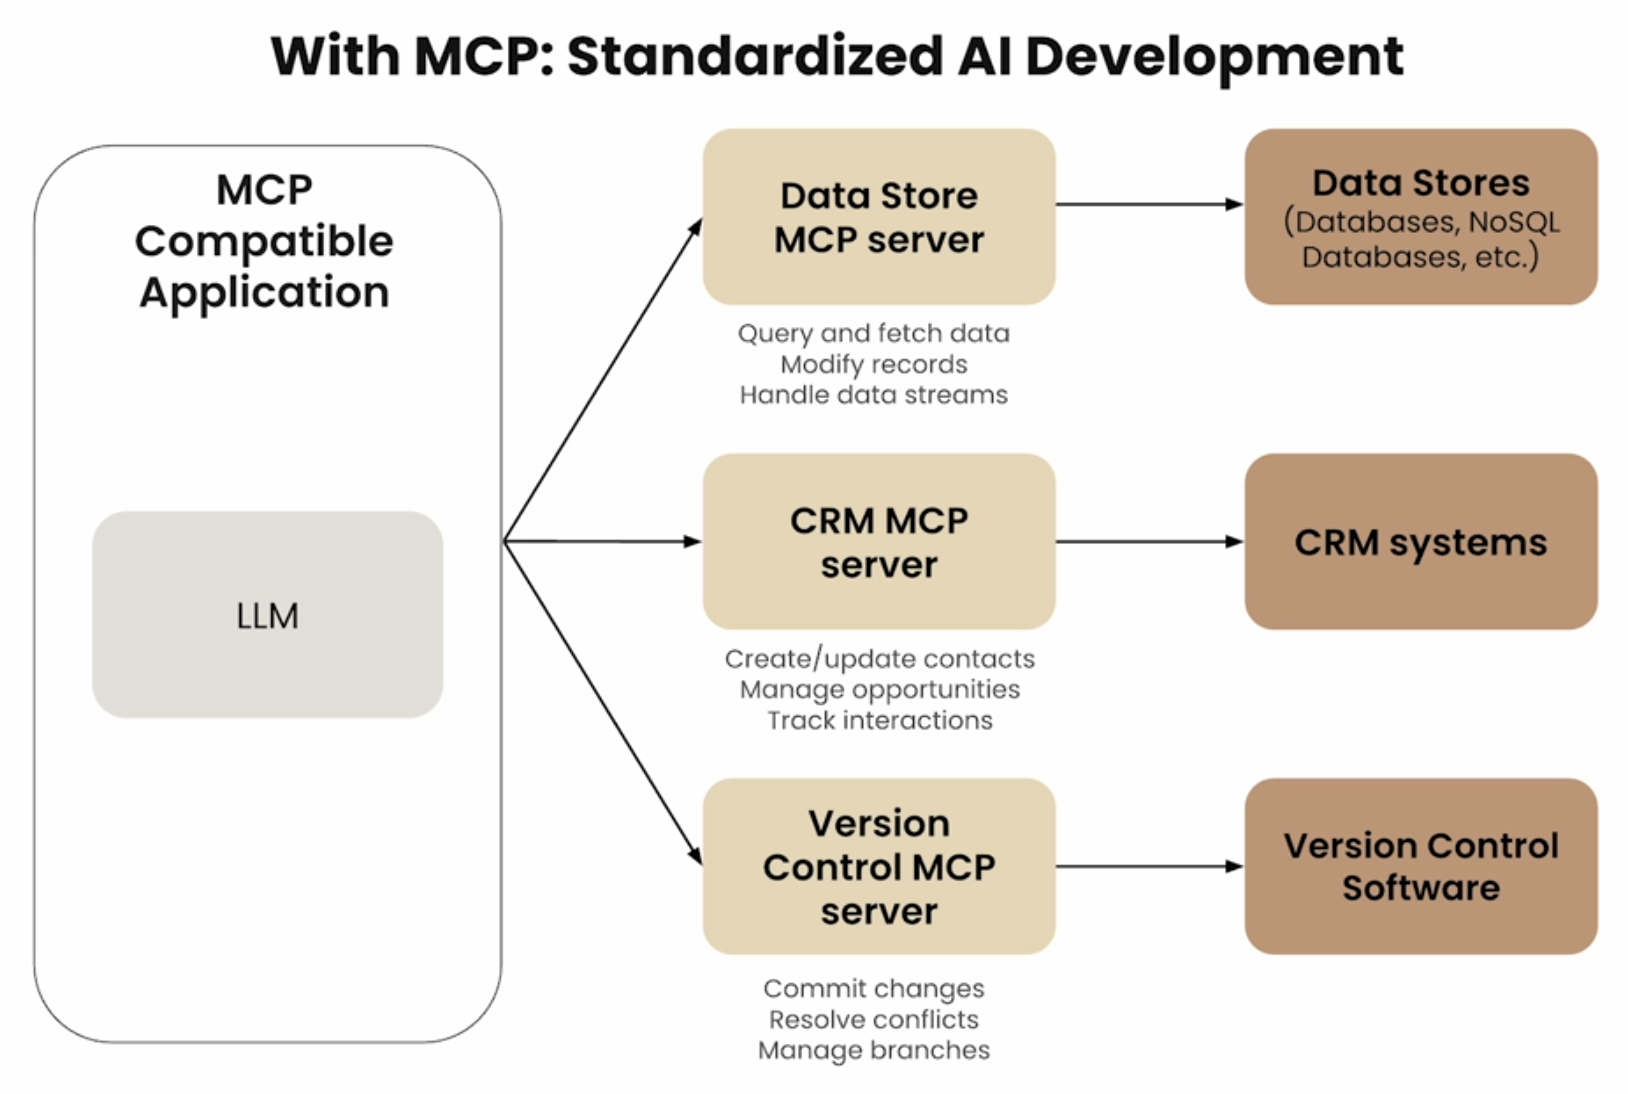 With MCP: Standardized AI Development
MCP
Compatible
Application
LLM
Data Store
MCP server
Query and fetch data
Modify records
Handle data streams
Data Stores
(Databases, NoSQL
Databases, etc.)
CRM MCP
server
Create/update contacts
Manage opportunities
Track interactions
CRM systems
Version
Control MCP
server
Commit changes
Resolve conflicts
Manage branches
Version Control
Software